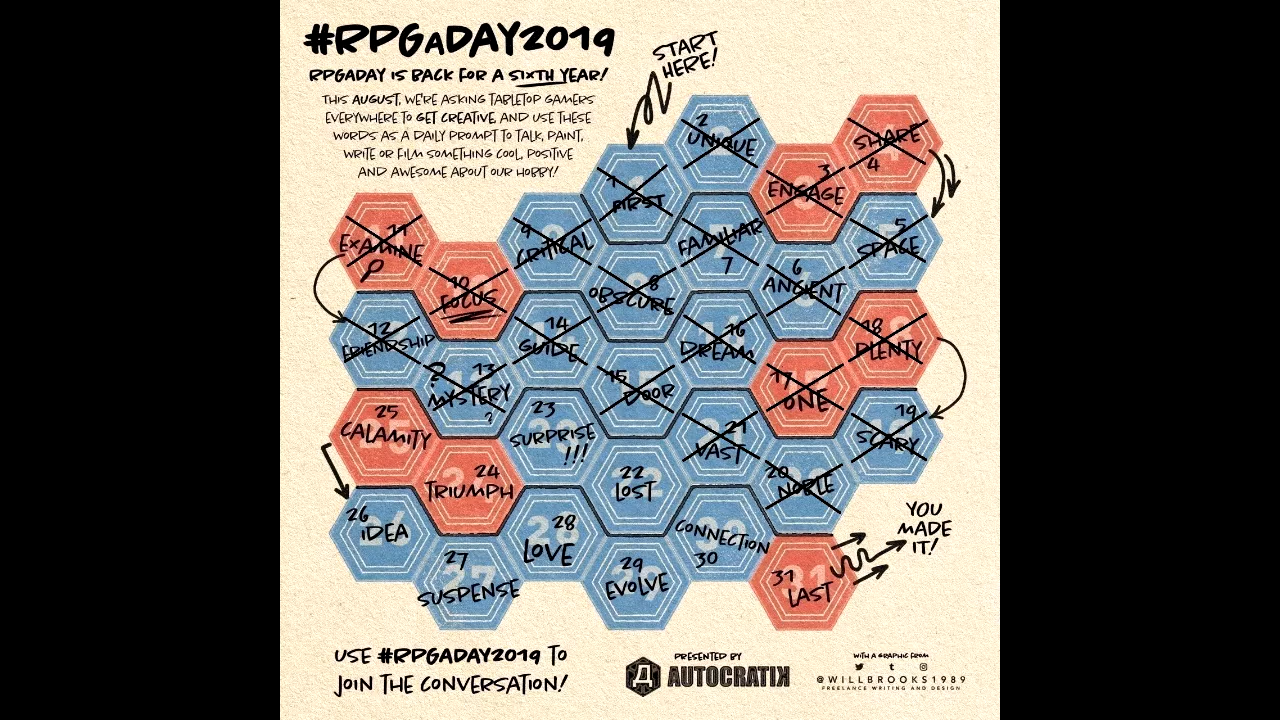 #RPGaDAY2019
RPGADAY IS BACK FOR A SIXTH YEAR!
THIS AUGUST, WE'RE ASKING TABLETOP GAMERS
EVERYWHERE TO GET CREATIVE, AND USE THESE
WORDS AS A DAILY PROMPT TO TALK, PAINT,
WRITE OR FILM SOMETHING COOL, POSITIVE
AND AWESOME ABOUT OUR HOBBY!
START
HERE!
1
FIRST
2
UNIQUE
3
ENGAGE
SHARE
4
5
SPACE
6
ANCIENT
FAMILIAR
7
8
OBSCURE
9
CRITICAL
10
FOCUS
11
EXAMINE
12
FRIENDSHIP
?
13
MYSTERY
?
14
GUIDE
15
DOOR
16
DREAM
17
ONE
18
PLENTY
19
SCARY
20
NOBLE
21
VAST
22
LOST
23
SURPRISE
!!!
24
TRIUMPH
25
CALAMITY
26
IDEA
27
SUSPENSE
28
LOVE
29
EVOLVE
CONNECTION
30
31
LAST
YOU
MADE
IT!
USE #RPGADAY2019 TO
JOIN THE CONVERSATION!
PRESENTED BY
AUTOCRATIK
WITH A GRAPHIC FROM
@WILLBROOKS1989
FREELANCE WRITING AND DESIGN